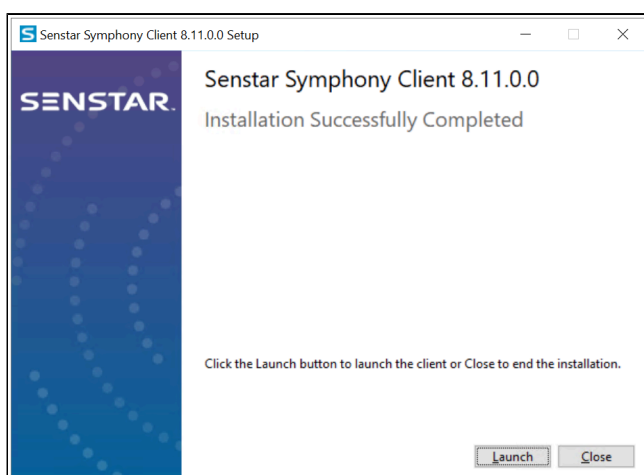 Senstar Symphony Client 8.11.0.0 Setup
SENSTAR
Senstar Symphony Client 8.11.0.0
Installation Successfully Completed
Click the Launch button to launch the client or Close to end the installation.
Launch
Close